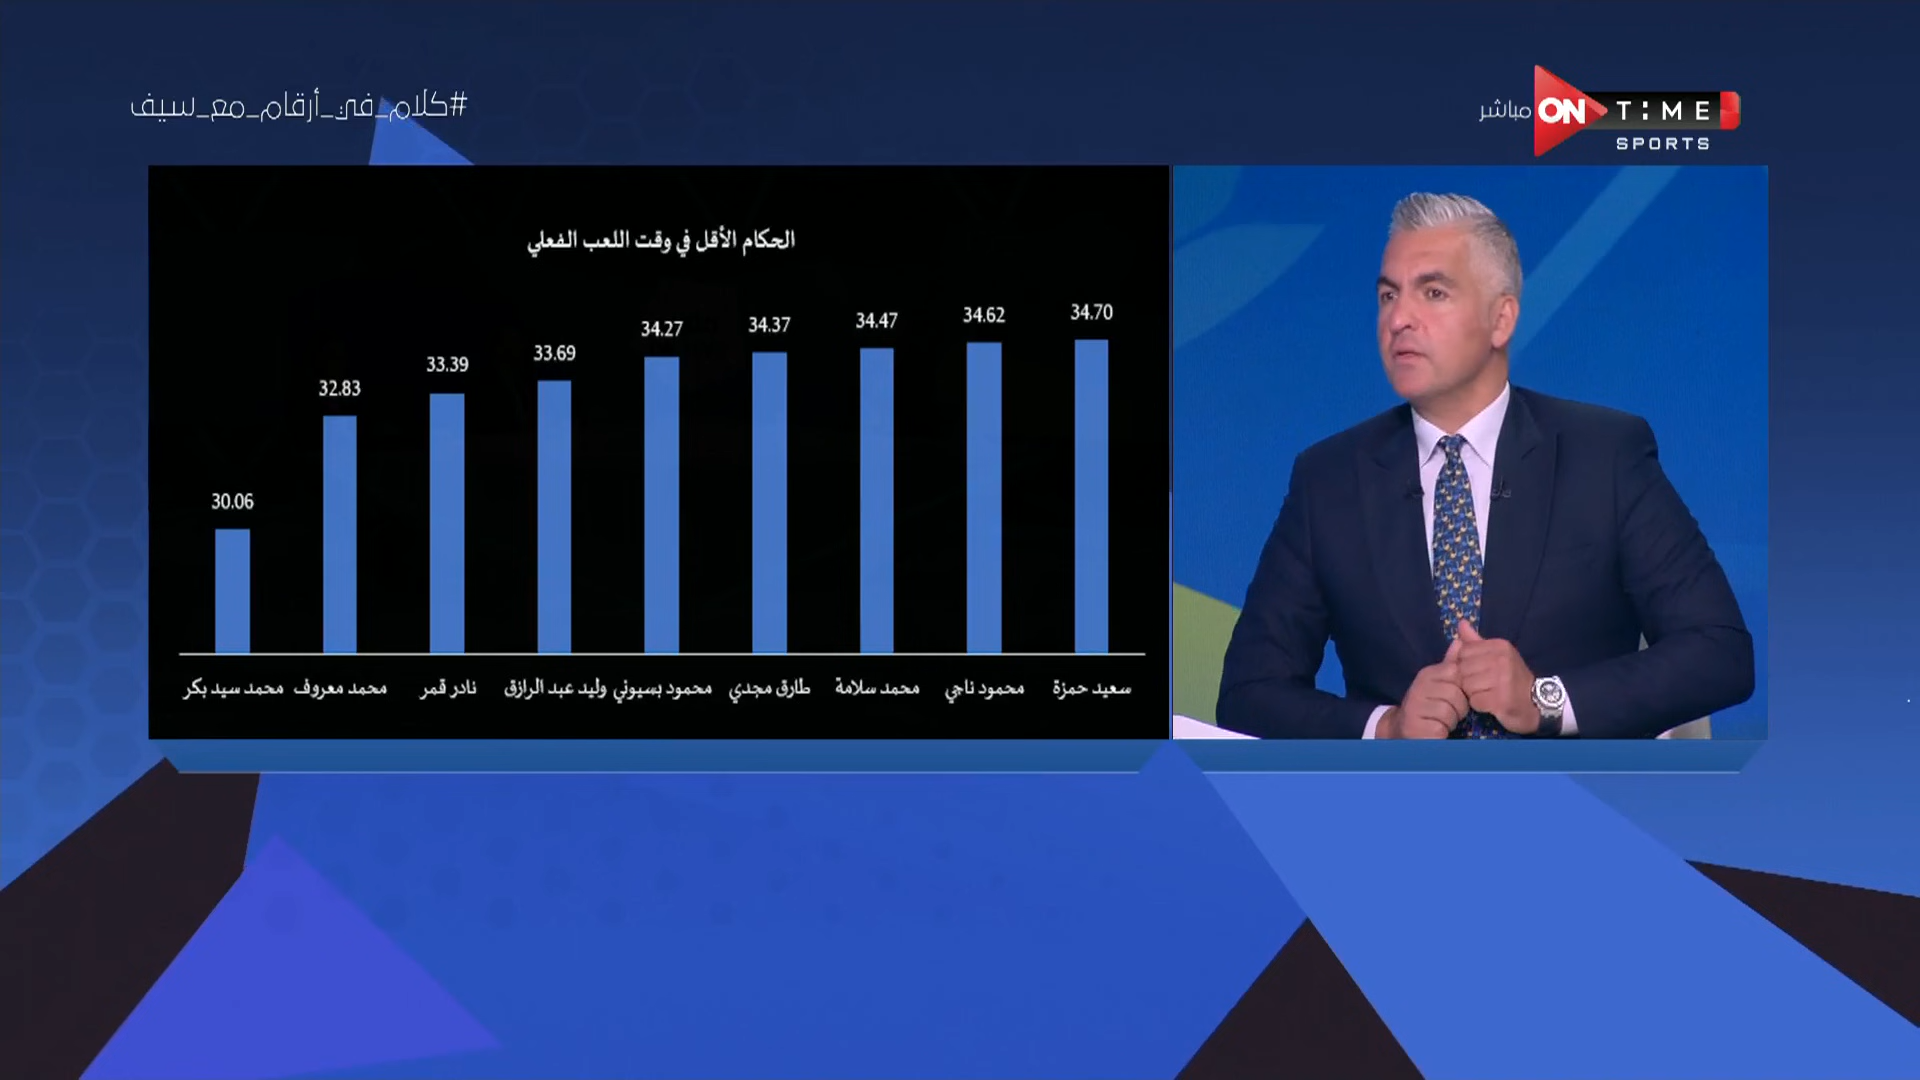 #كلام_في_أرقام_مع_سيف
مباشر
ON TIME
SPORTS
الحكام الأقل في وقت اللعب الفعلي
30.06
32.83
33.39
33.69
34.27
34.37
34.47
34.62
34.70
محمد سيد بكر
محمد معروف
نادر قمر
وليد عبد الرازق
محمود بسيوني
طارق مجدي
محمد سلامة
محمود ناجي
سعيد حمزة